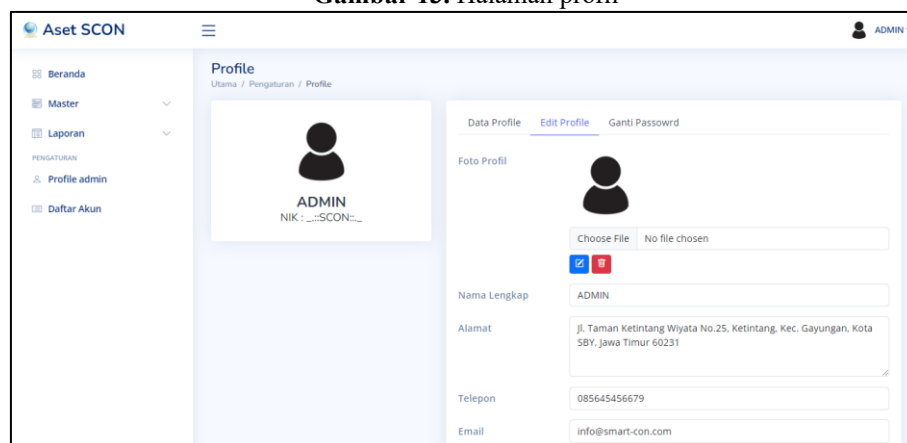 Gambar 15. Halaman profil
Aset SCON
ADMIN
Beranda
Master
Laporan
PENGATURAN
Profile admin
Daftar Akun
Profile
Utama / Pengaturan / Profile
ADMIN
NIK : _.::SCON::._
Data Profile Edit Profile Ganti Passowrd
Foto Profil
Choose File No file chosen
Nama Lengkap ADMIN
Alamat Jl. Taman Ketintang Wiyata No.25, Ketintang, Kec. Gayungan, Kota
SBY, Jawa Timur 60231
Telepon 085645456679
Email info@smart-con.com